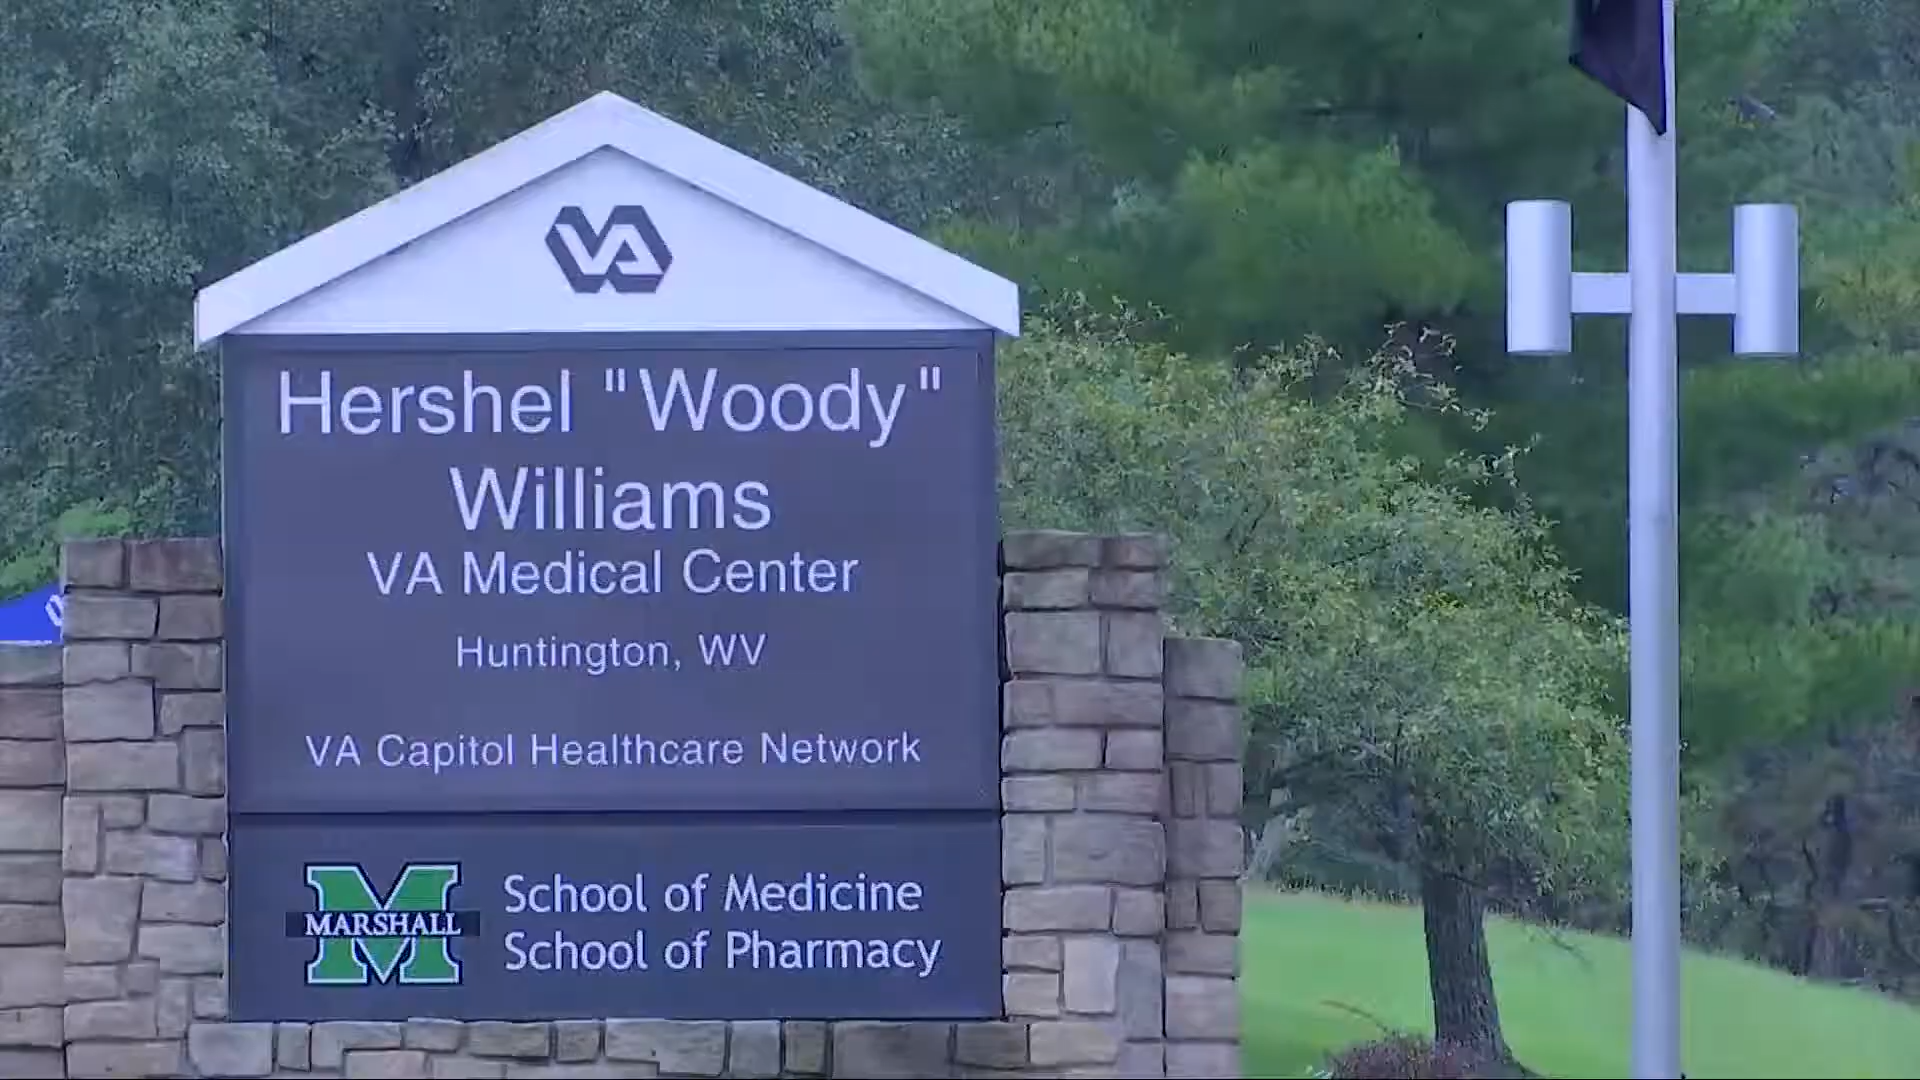 VA
Hershel "Woody"
Williams
VA Medical Center
Huntington, WV
VA Capitol Healthcare Network
MARSHALL
School of Medicine
School of Pharmacy